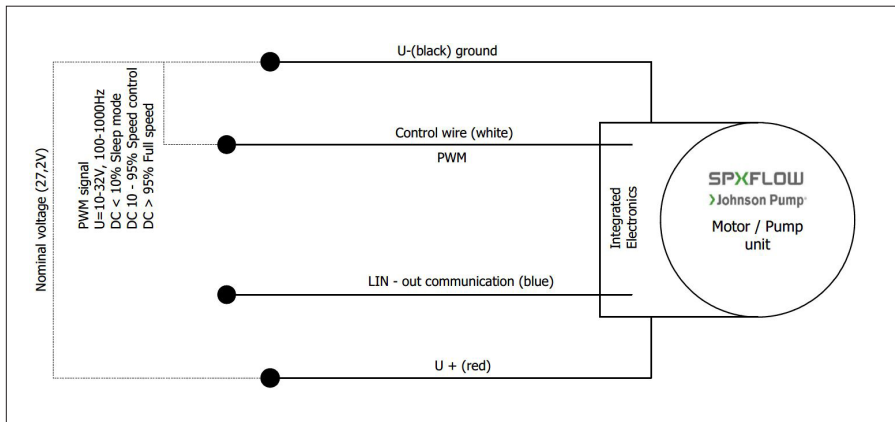 U-(black) ground
Control wire (white)
PWM
LIN - out communication (blue)
U + (red)
Nominal voltage (27,2V)
PWM signal
U=10-32V, 100-1000Hz
DC < 10% Sleep mode
DC 10 - 95% Speed control
DC > 95% Full speed
Integrated
Electronics
SPXFLOW
Johnson Pump®
Motor / Pump
unit